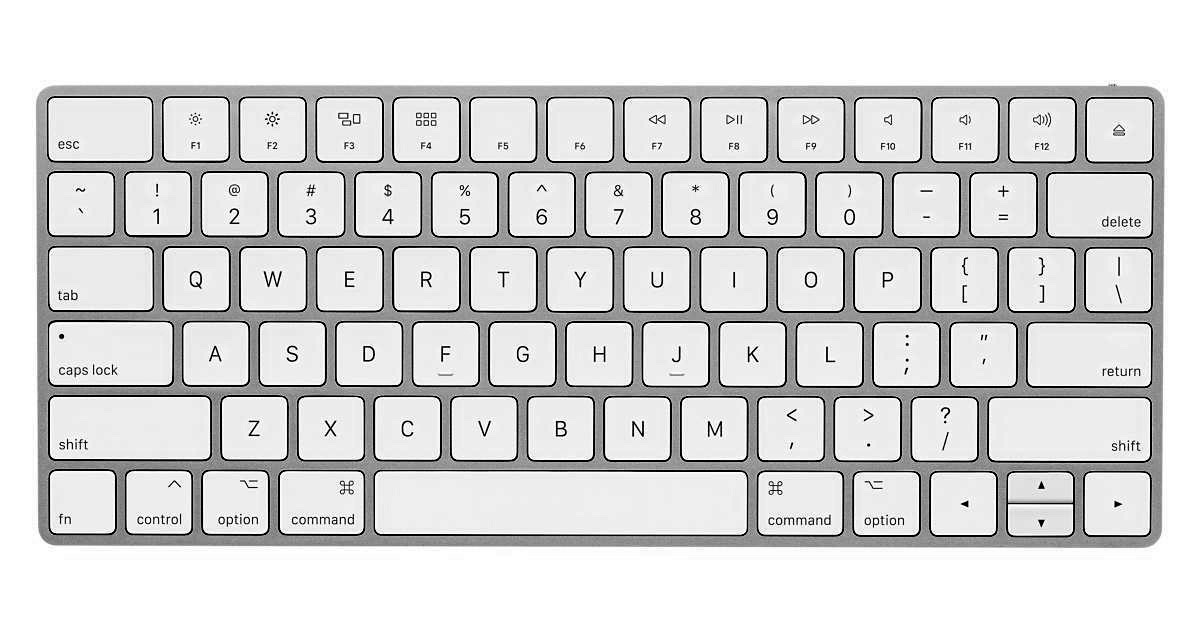 esc F1 F2 F3 F4 F5 F6 F7 F8 F9 F10 F11 F12
~ ! @ # $ % ^ & * ( ) — +
` 1 2 3 4 5 6 7 8 9 0 - = delete
tab Q W E R T Y U I O P { [ } ] | \
caps lock A S D F G H J K L : ; " ' return
shift Z X C V B N M < , > . ? / shift
fn control option ⌘ command ⌘ command option